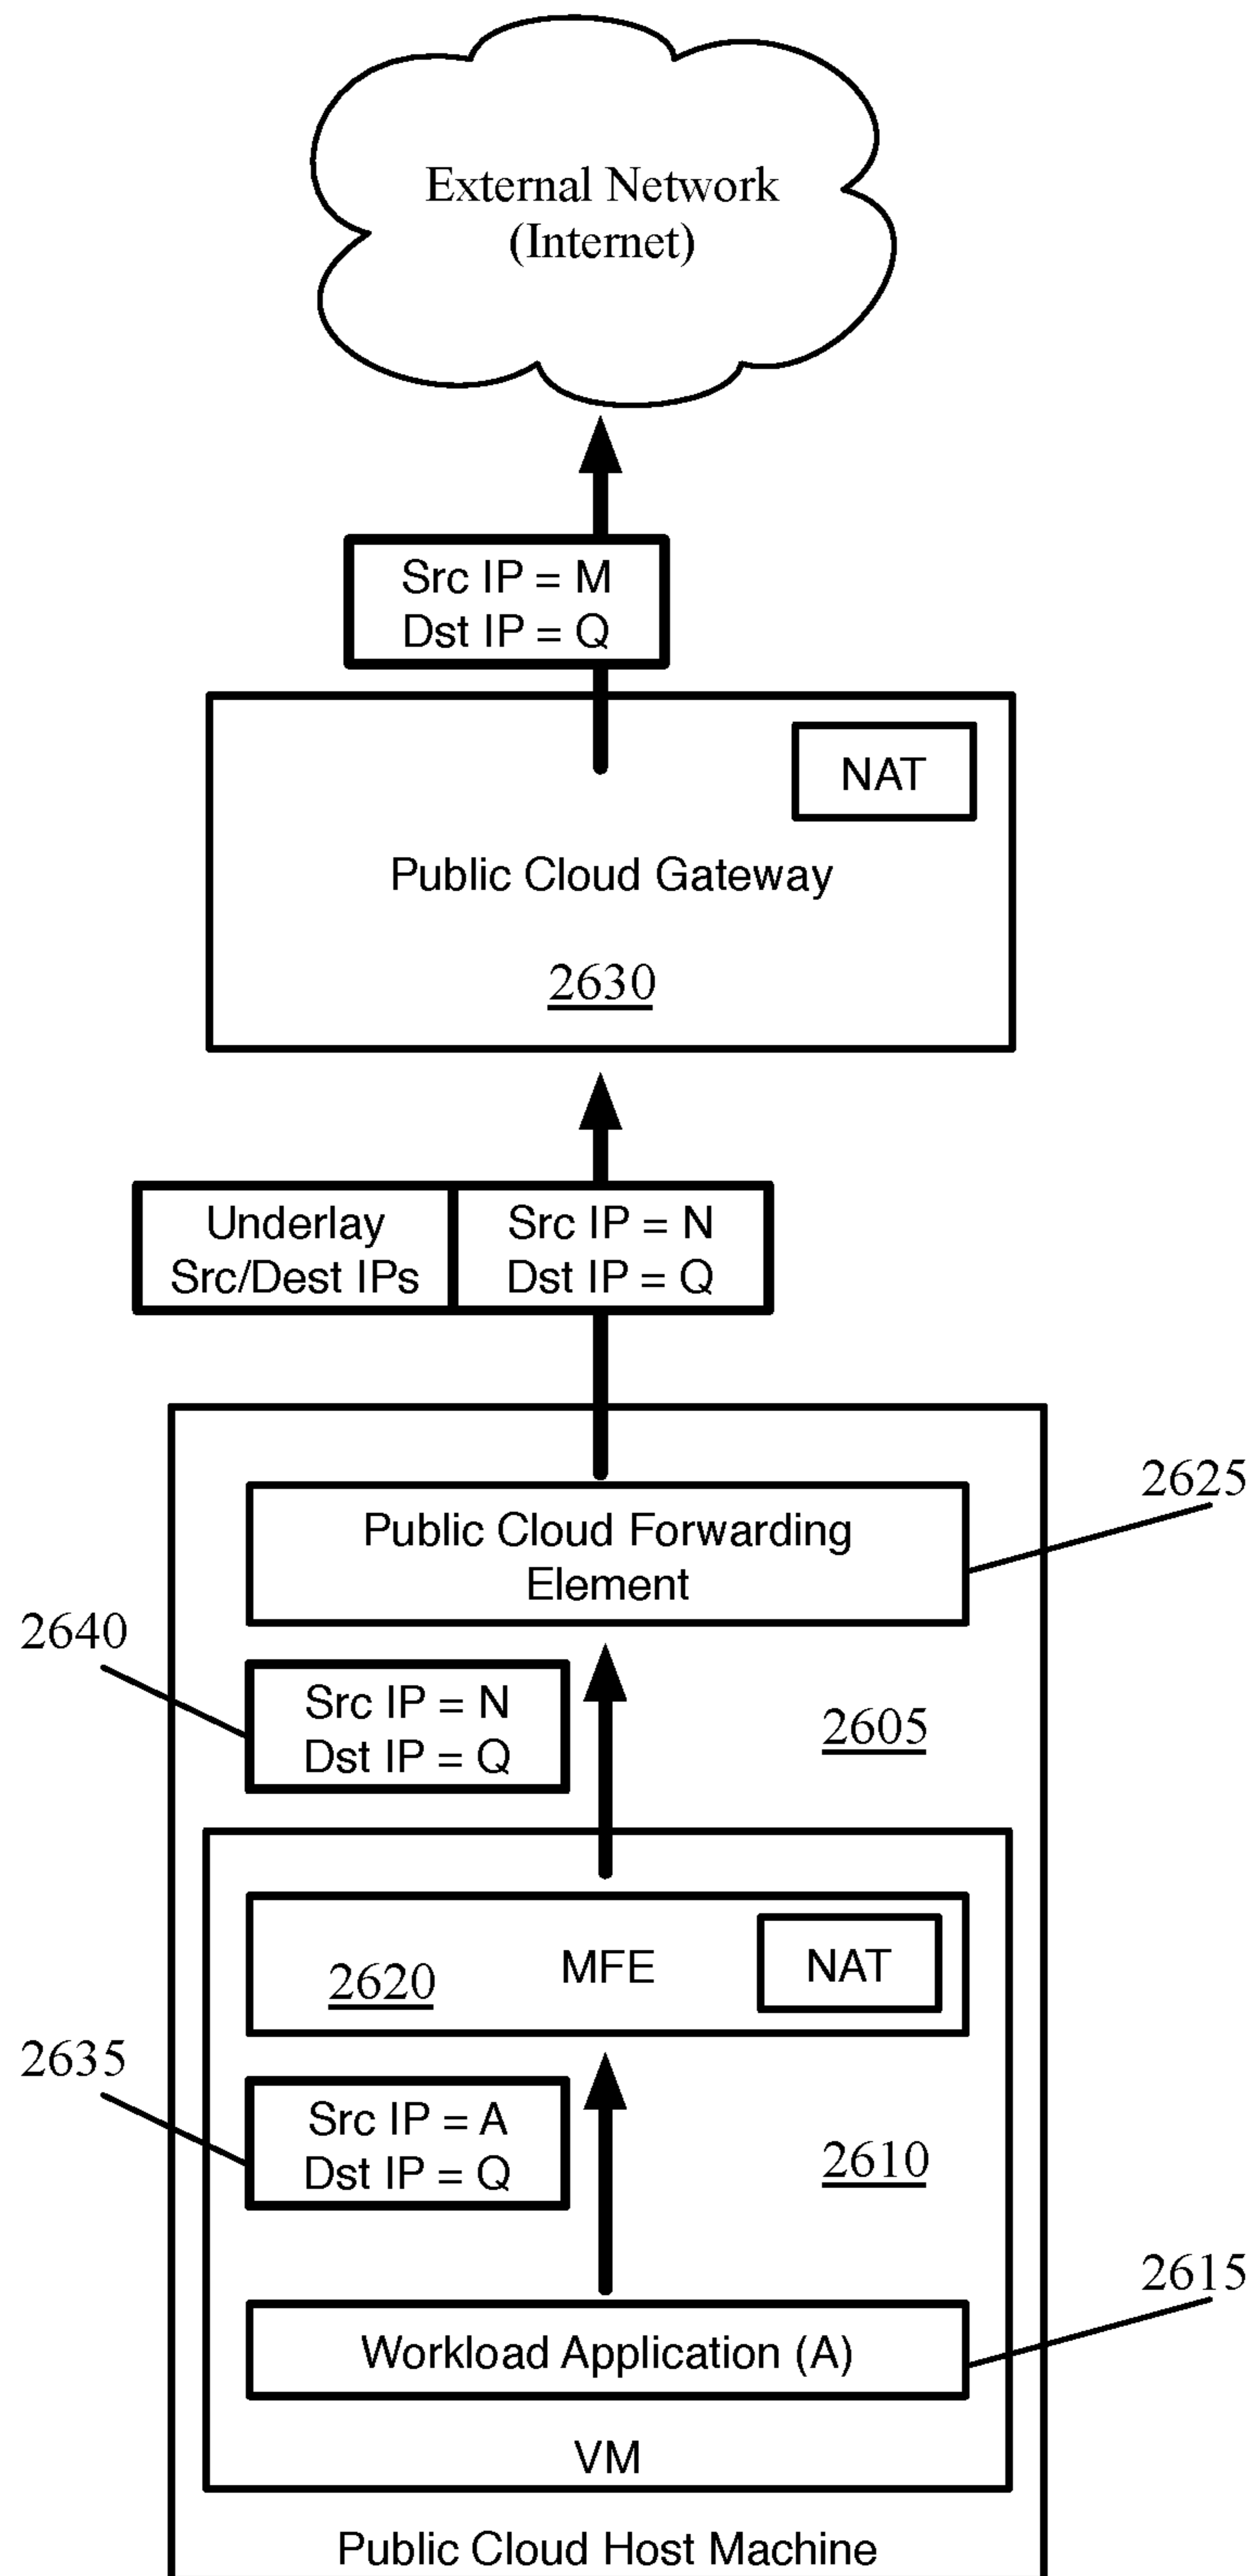 External Network
(Internet)
Src IP = M
Dst IP = Q
NAT
Public Cloud Gateway
2630
Underlay
Src/Dest IPs
Src IP = N
Dst IP = Q
2625
Public Cloud Forwarding
Element
2640
Src IP = N
Dst IP = Q
2605
2620
MFE
NAT
2635
Src IP = A
Dst IP = Q
2610
2615
Workload Application (A)
VM
Public Cloud Host Machine